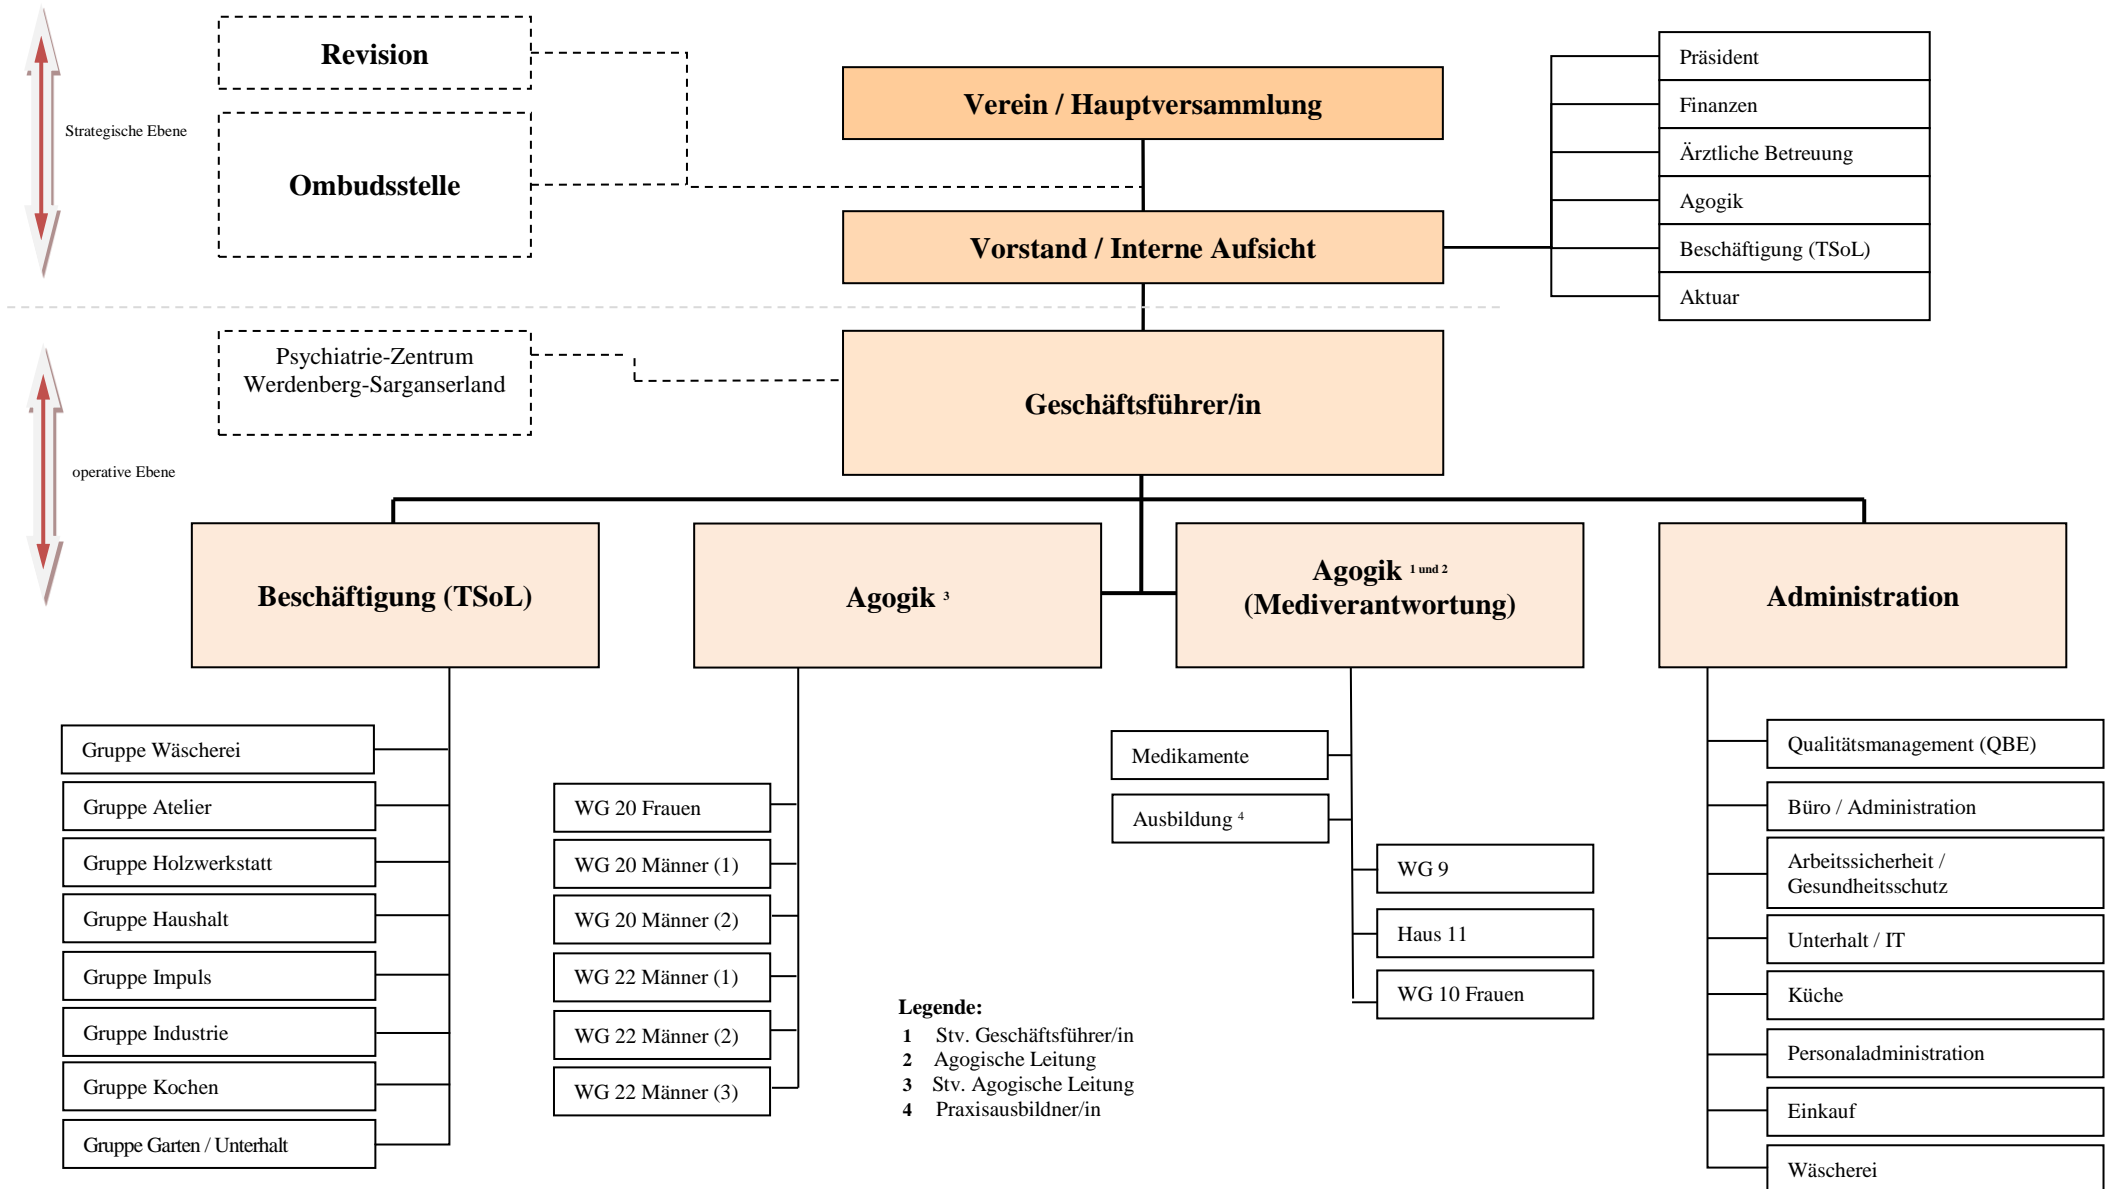 Revision
Strategische Ebene
Ombudsstelle
Verein / Hauptversammlung
Vorstand / Interne Aufsicht
Präsident
Finanzen
Ärztliche Betreuung
Agogik
Beschäftigung (TSoL)
Aktuar
Psychiatrie-Zentrum
Werdenberg-Sarganserland
Geschäftsführer/in
operative Ebene
Beschäftigung (TSoL)
Agogik ³
Agogik ¹ ᵘⁿᵈ ²
(Mediverantwortung)
Administration
Gruppe Wäscherei
Gruppe Atelier
Gruppe Holzwerkstatt
Gruppe Haushalt
Gruppe Impuls
Gruppe Industrie
Gruppe Kochen
Gruppe Garten / Unterhalt
WG 20 Frauen
WG 20 Männer (1)
WG 20 Männer (2)
WG 22 Männer (1)
WG 22 Männer (2)
WG 22 Männer (3)
Medikamente
Ausbildung ⁴
WG 9
Haus 11
WG 10 Frauen
Legende:
1 Stv. Geschäftsführer/in
2 Agogische Leitung
3 Stv. Agogische Leitung
4 Praxisausbildner/in
Qualitätsmanagement (QBE)
Büro / Administration
Arbeitssicherheit /
Gesundheitsschutz
Unterhalt / IT
Küche
Personaladministration
Einkauf
Wäscherei